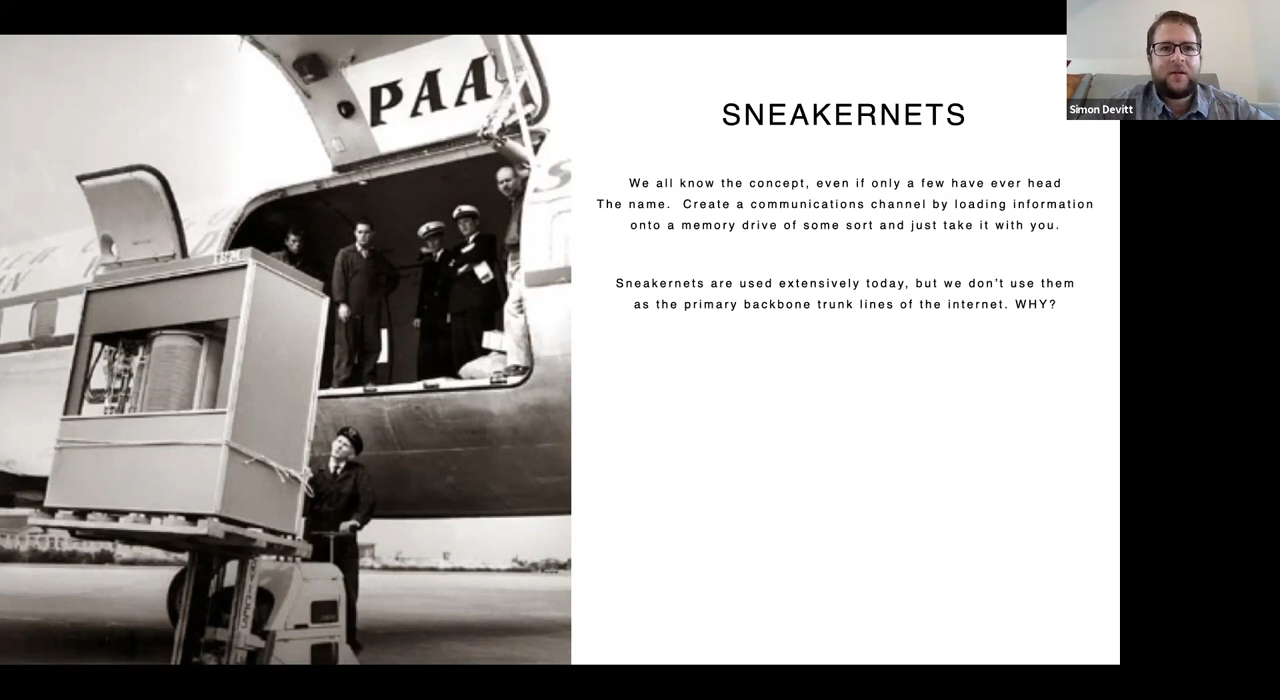 PAA
IBM
SNEAKERNETS
We all know the concept, even if only a few have ever head
The name.  Create a communications channel by loading information
onto a memory drive of some sort and just take it with you.
Sneakernets are used extensively today, but we don't use them
as the primary backbone trunk lines of the internet. WHY?
Simon Devitt